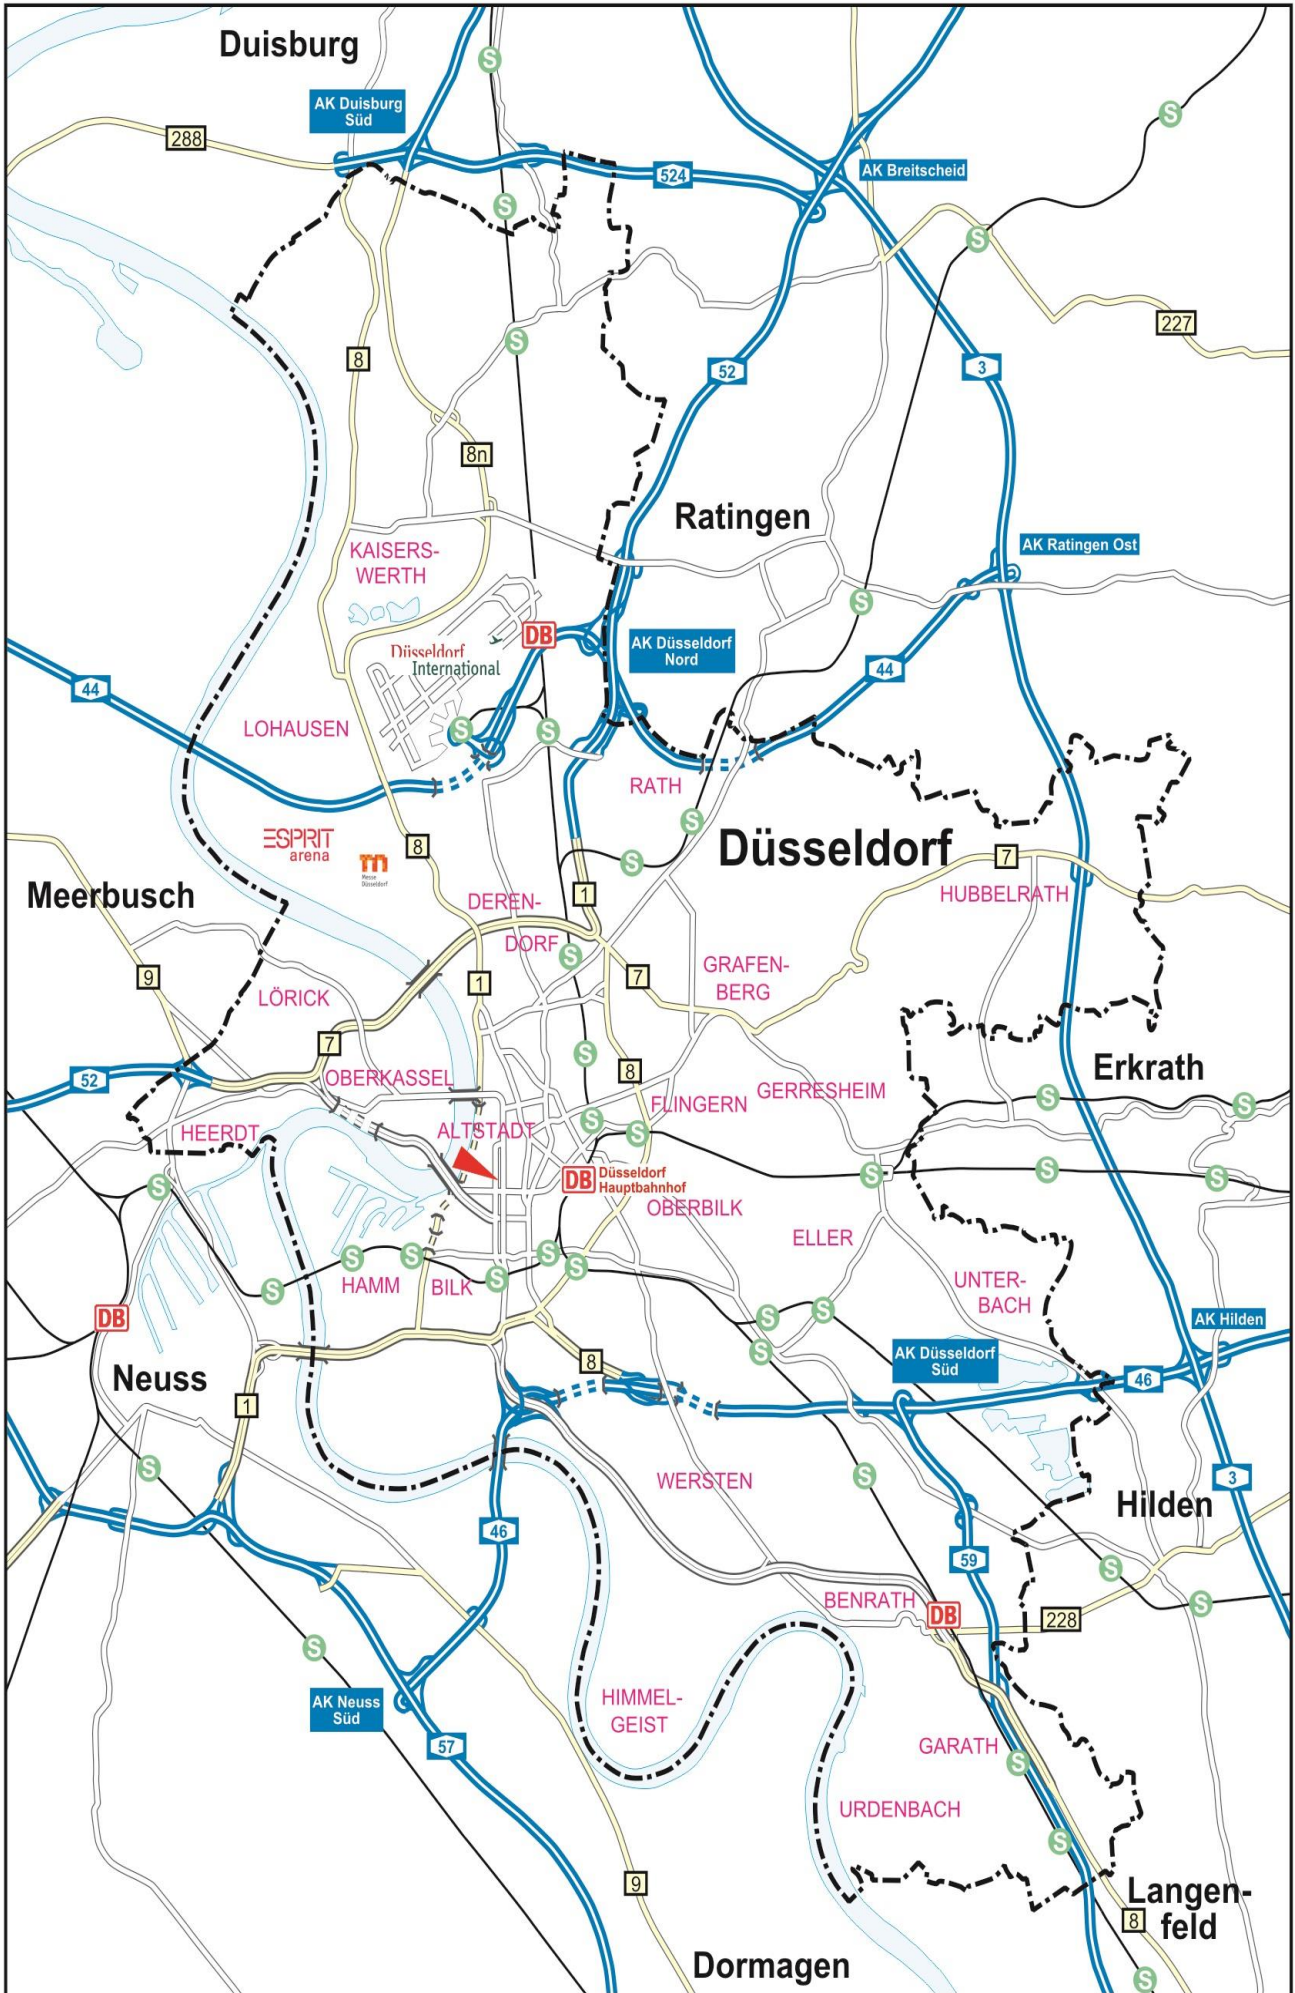 Duisburg
S
AK Duisburg
Süd
S
288
AK Breitscheid
524
S
S
227
8
S
52
3
8n
Ratingen
KAISERS-
WERTH
AK Ratingen Ost
S
DB
AK Düsseldorf
Nord
Düsseldorf
International
44
44
LOHAUSEN
S
S
RATH
S
ESPRIT
arena
m
Messe
Düsseldorf
8
S
Düsseldorf
7
HUBBELRATH
Meerbusch
1
DEREN-
DORF
S
GRAFEN-
BERG
9
LÖRICK
1
7
7
S
8
52
OBERKASSEL
Erkrath
GERRESHEIM
FLINGERN
S
S
HEERDT
ALTSTADT
S
S
DB
Düsseldorf
Hauptbahnhof
S
S
S
S
OBERBILK
ELLER
S
S
S
S
HAMM
BILK
S
S
S
UNTER-
BACH
DB
S
S
AK Hilden
S
AK Düsseldorf
Süd
Neuss
8
46
1
S
WERSTEN
S
3
Hilden
46
59
S
BENRATH
DB
228
S
S
AK Neuss
Süd
HIMMEL-
GEIST
57
GARATH
S
URDENBACH
S
9
Langen-
feld
8
Dormagen
S